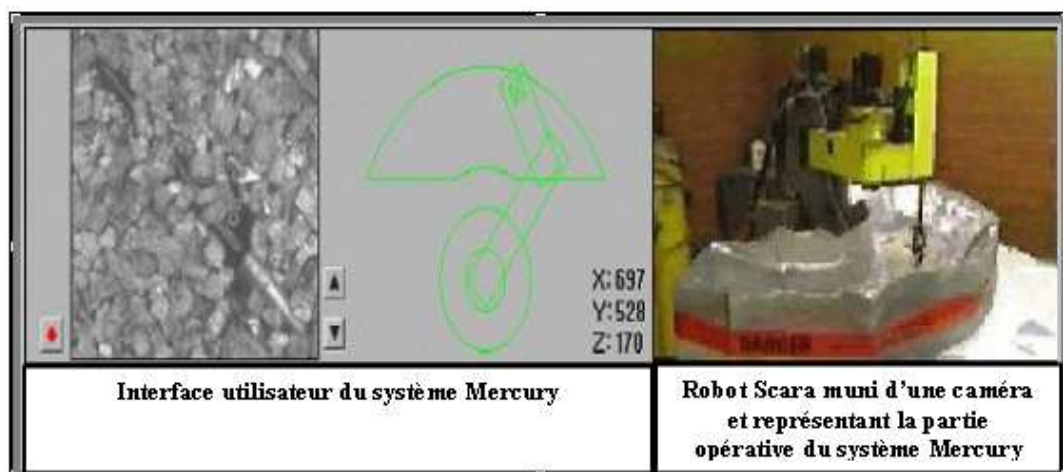 X:697
Y:528
Z:170
DANGER
Interface utilisateur du système Mercury
Robot Scara muni d'une caméra
et représentant la partie
opérative du système Mercury